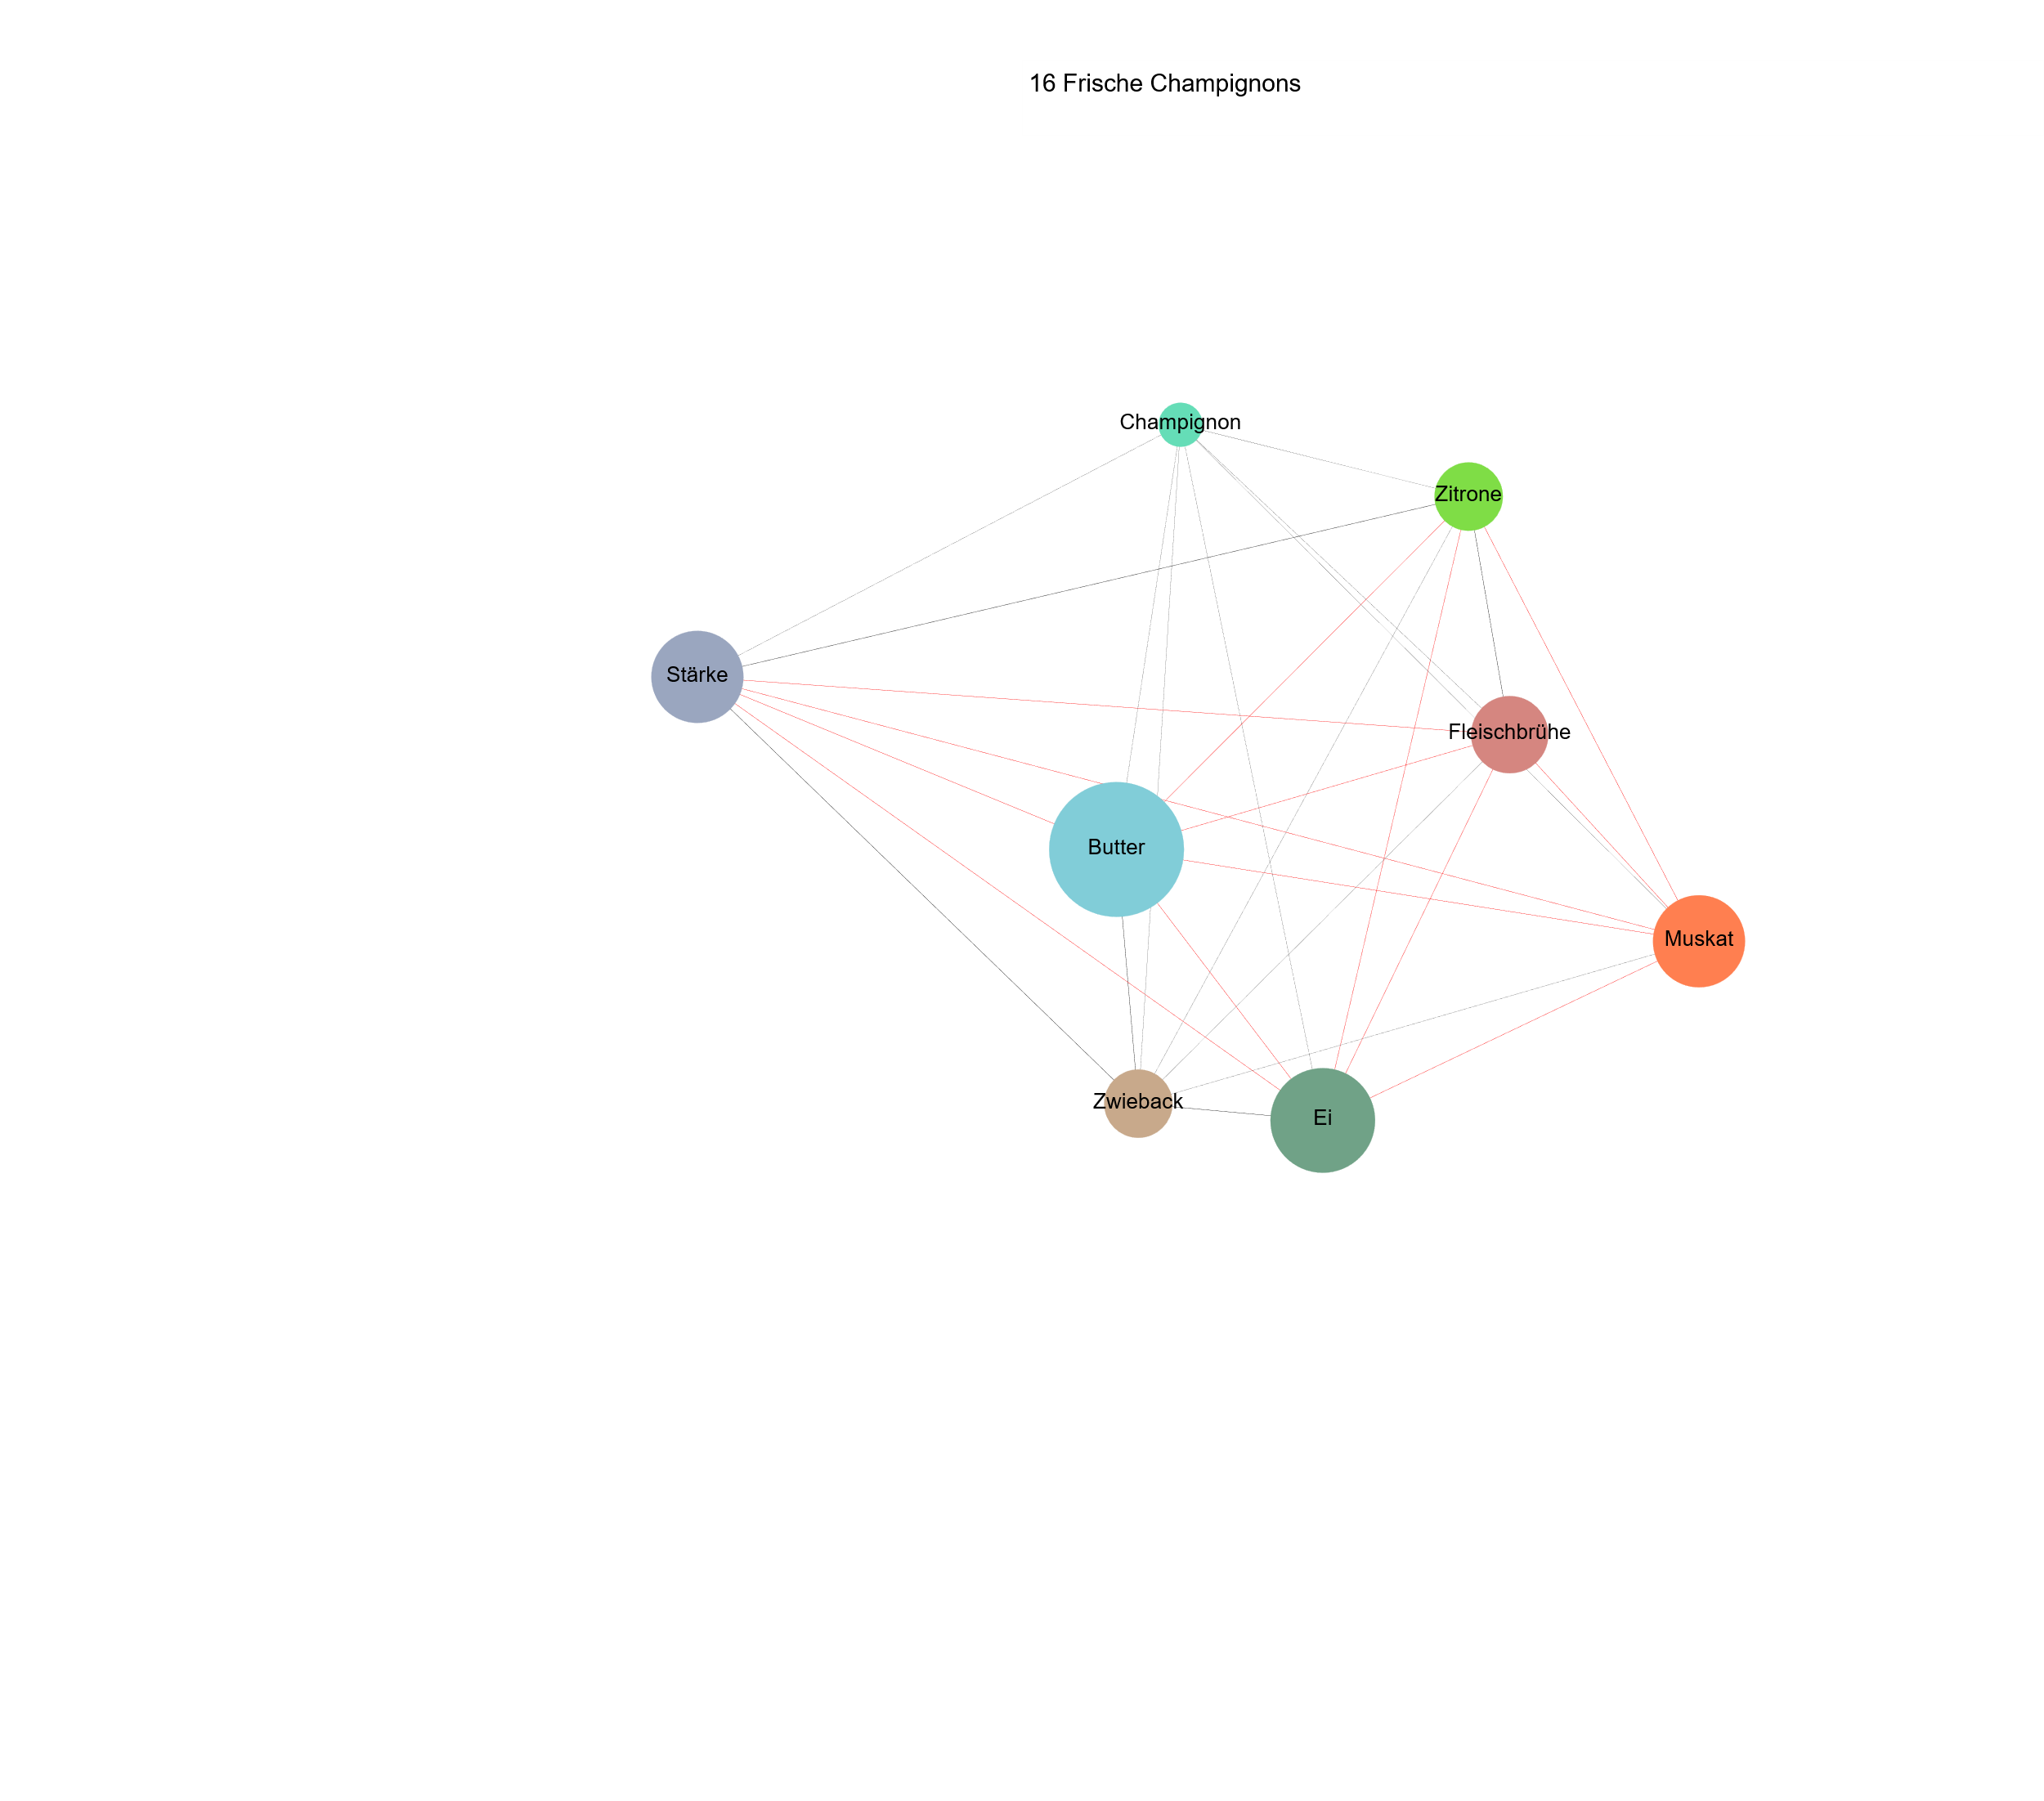 16 Frische Champignons
Champignon
Zitrone
Stärke
Fleischbrühe
Butter
Muskat
Zwieback
Ei